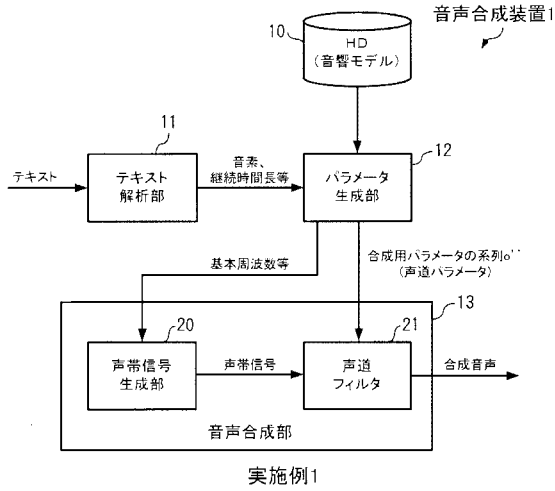 音声合成装置1
10
HD
(音響モデル)
11
12
テキスト
テキスト
解析部
音素、
継続時間長等
パラメータ
生成部
基本周波数等
合成用パラメータの系列o''
(声道パラメータ)
13
20
21
声帯信号
生成部
声帯信号
声道
フィルタ
合成音声
音声合成部
実施例1